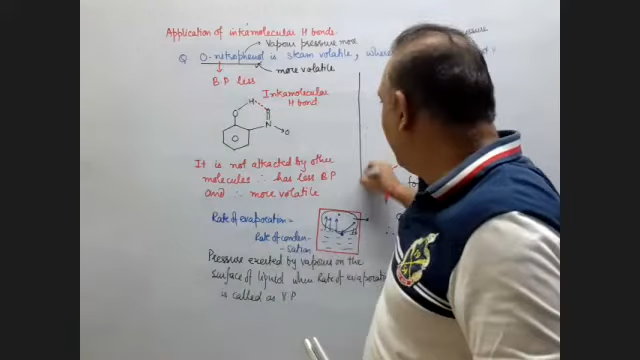 Application of intramolecular H bonds.
Vapour pressure more
Q O-nitrophenol is steam volatile, where
more volatile
B.P less
Intramolecular
H bond
H
O
O
N
O
It is not attracted by other
molecules ∴ has less BP
and ∴ more volatile
Rate of evaporation =
Rate of conden-
-sation
Pressure exerted by vapours on the
surface of liquid when Rate of evaporati
is called as V P